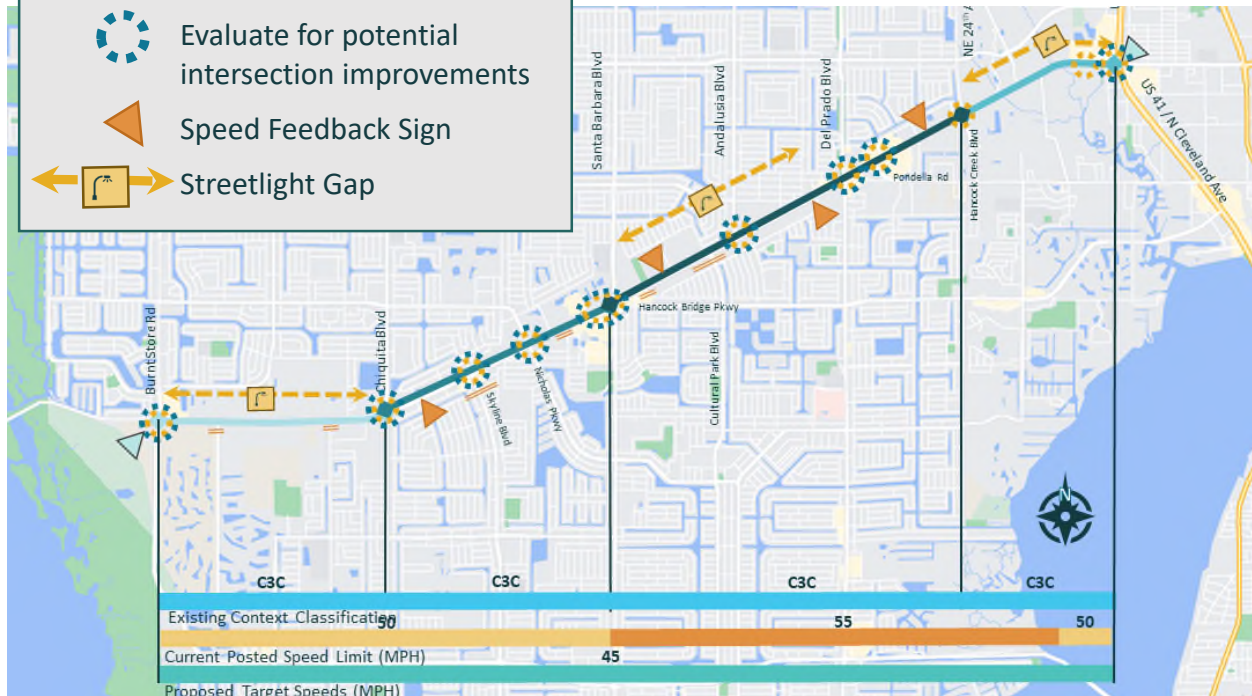 Evaluate for potential
intersection improvements
Speed Feedback Sign
Streetlight Gap
Burnt Store Rd
Chiquita Blvd
Skyline Blvd
Nicholas Pkwy
Santa Barbara Blvd
Hancock Bridge Pkwy
Andalusia Blvd
Cultural Park Blvd
Del Prado Blvd
Pondella Rd
NE 24th A
Hancock Creek Blvd
US 41 / N Cleveland Ave
N
C3C
C3C
C3C
C3C
Existing Context Classification
50
55
50
Current Posted Speed Limit (MPH)
45
Proposed Target Speeds (MPH)